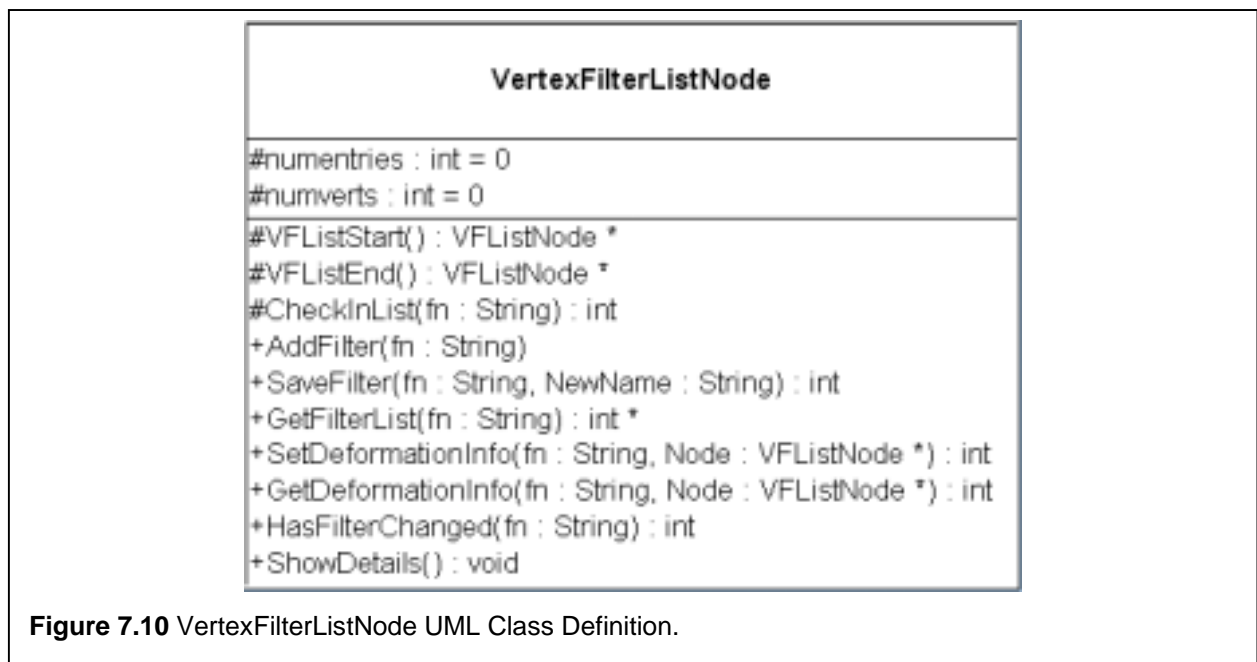 VertexFilterListNode
#numentries : int = 0
#numverts : int = 0
#VFListStart() : VFListNode *
#VFListEnd() : VFListNode *
#CheckInList(fn : String) : int
+AddFilter(fn : String)
+SaveFilter(fn : String, NewName : String) : int
+GetFilterList(fn : String) : int *
+SetDeformationInfo(fn : String, Node : VFListNode *) : int
+GetDeformationInfo(fn : String, Node : VFListNode *) : int
+HasFilterChanged(fn : String) : int
+ShowDetails() : void
Figure 7.10 VertexFilterListNode UML Class Definition.